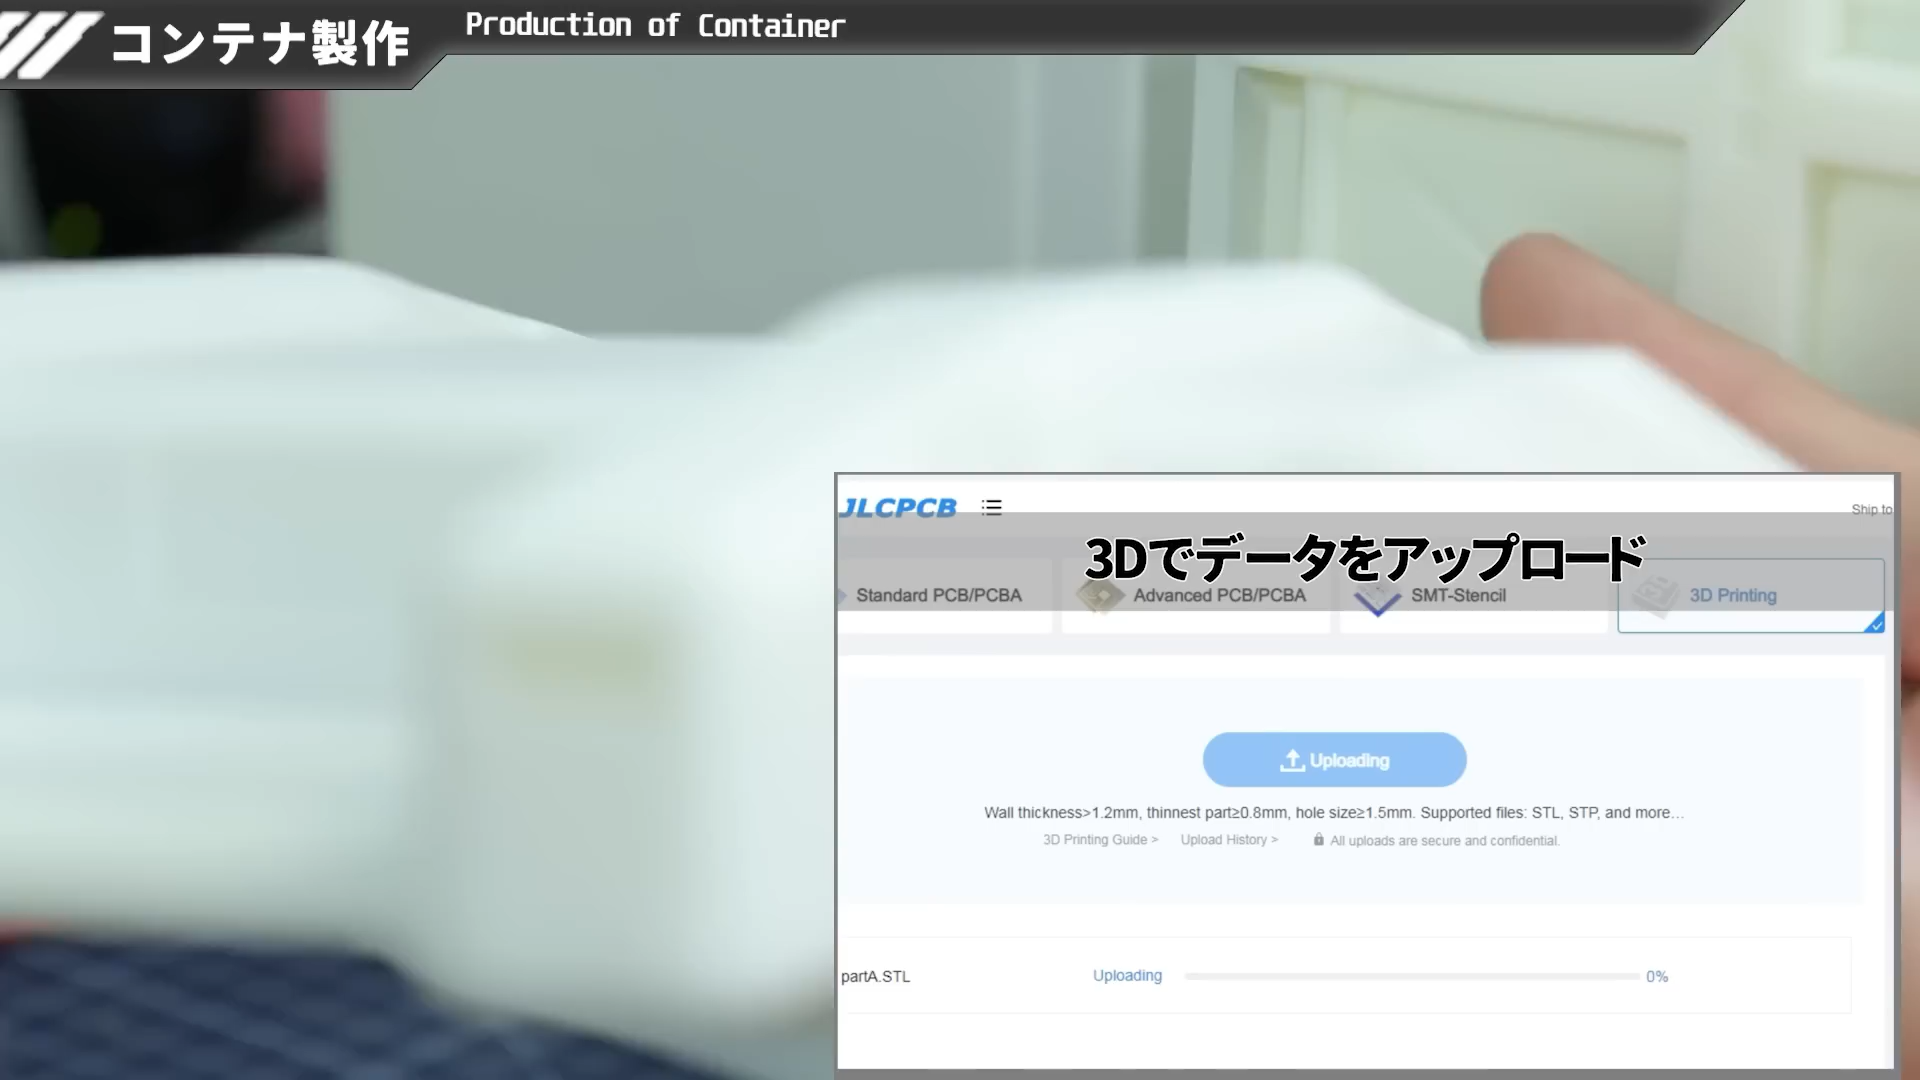 コンテナ製作
Production of Container
JLCPCB
Ship to
3Dでデータをアップロード
Standard PCB/PCBA
Advanced PCB/PCBA
SMT-Stencil
3D Printing
Uploading
Wall thickness>1.2mm, thinnest part≥0.8mm, hole size≥1.5mm. Supported files: STL, STP, and more...
3D Printing Guide >
Upload History >
All uploads are secure and confidential.
partA.STL
Uploading
0%